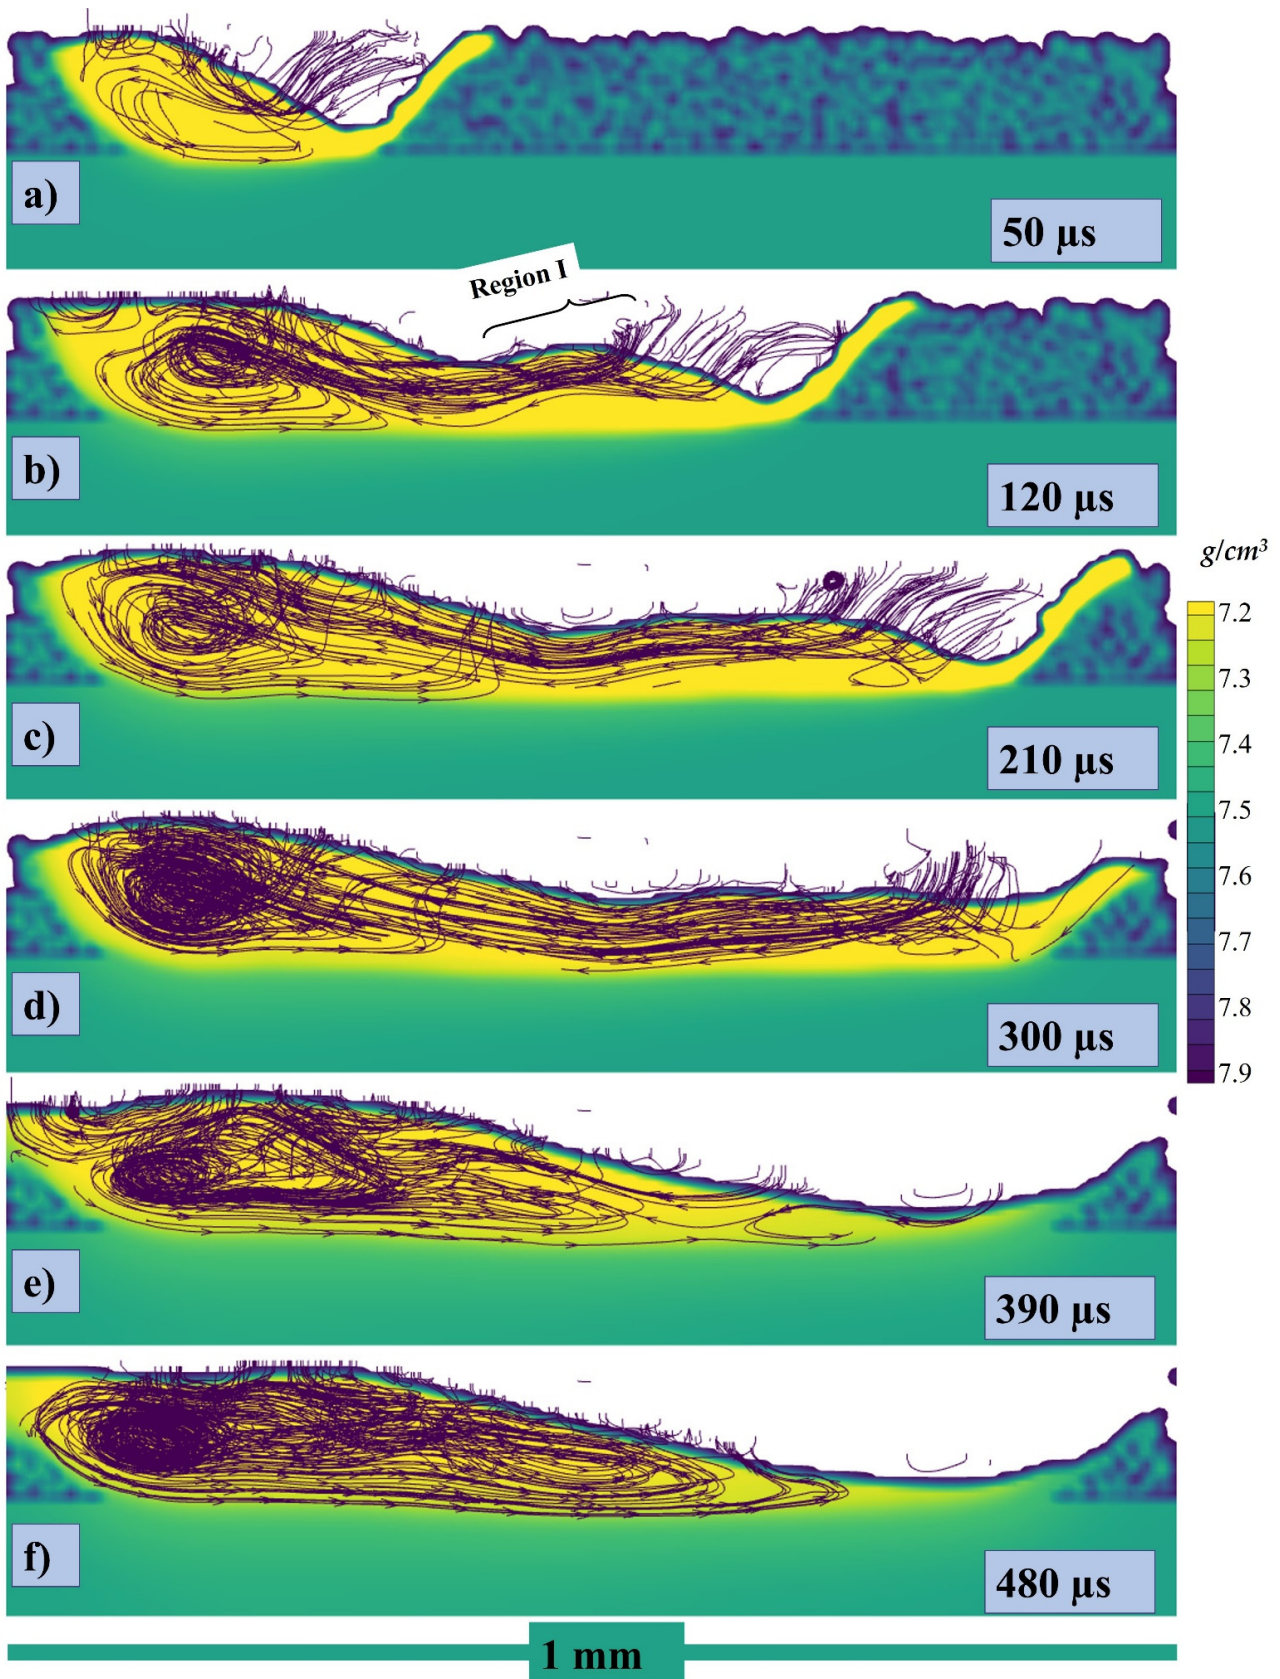 a)
50 µs
Region I
b)
120 µs
c)
210 µs
g/cm³
7.2
7.3
7.4
7.5
7.6
7.7
7.8
7.9
d)
300 µs
e)
390 µs
f)
480 µs
1 mm